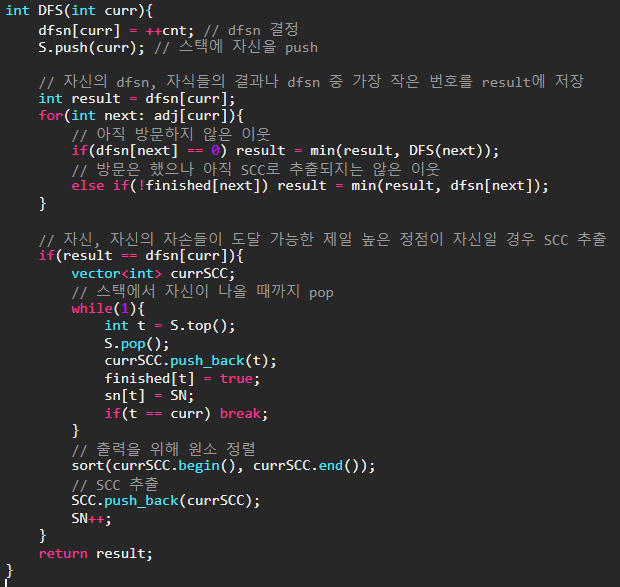 int DFS(int curr){
    dfsn[curr] = ++cnt; // dfsn 결정
    S.push(curr); // 스택에 자신을 push

    // 자신의 dfsn, 자식들의 결과나 dfsn 중 가장 작은 번호를 result에 저장
    int result = dfsn[curr];
    for(int next: adj[curr]){
        // 아직 방문하지 않은 이웃
        if(dfsn[next] == 0) result = min(result, DFS(next));
        // 방문은 했으나 아직 SCC로 추출되지는 않은 이웃
        else if(!finished[next]) result = min(result, dfsn[next]);
    }

    // 자신, 자신의 자손들이 도달 가능한 제일 높은 정점이 자신일 경우 SCC 추출
    if(result == dfsn[curr]){
        vector<int> currSCC;
        // 스택에서 자신이 나올 때까지 pop
        while(1){
            int t = S.top();
            S.pop();
            currSCC.push_back(t);
            finished[t] = true;
            sn[t] = SN;
            if(t == curr) break;
        }
        // 출력을 위해 원소 정렬
        sort(currSCC.begin(), currSCC.end());
        // SCC 추출
        SCC.push_back(currSCC);
        SN++;
    }
    return result;
}